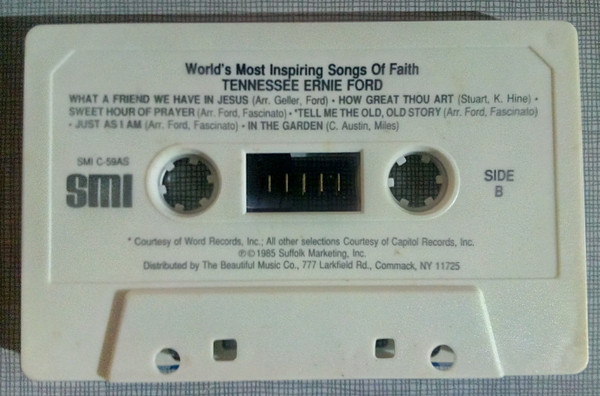 World's Most Inspiring Songs Of Faith
TENNESSEE ERNIE FORD
WHAT A FRIEND WE HAVE IN JESUS (Arr. Geller, Ford) • HOW GREAT THOU ART (Stuart, K. Hine) •
SWEET HOUR OF PRAYER (Arr. Ford, Fascinato) • *TELL ME THE OLD, OLD STORY (Arr. Ford, Fascinato)
• JUST AS I AM (Arr. Ford, Fascinato) • IN THE GARDEN (C. Austin, Miles)
SMI C-59AS
smi
SIDE
B
* Courtesy of Word Records, Inc.; All other selections Courtesy of Capitol Records, Inc.
℗© 1985 Suffolk Marketing, Inc.
Distributed by The Beautiful Music Co., 777 Larkfield Rd., Commack, NY 11725